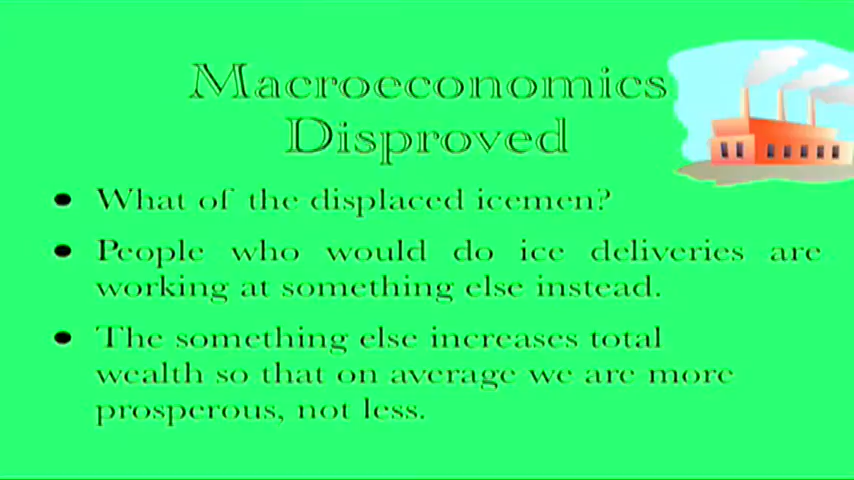 Macroeconomics
Disproved
• What of the displaced icemen?
• People who would do ice deliveries are
working at something else instead.
• The something else increases total
wealth so that on average we are more
prosperous, not less.